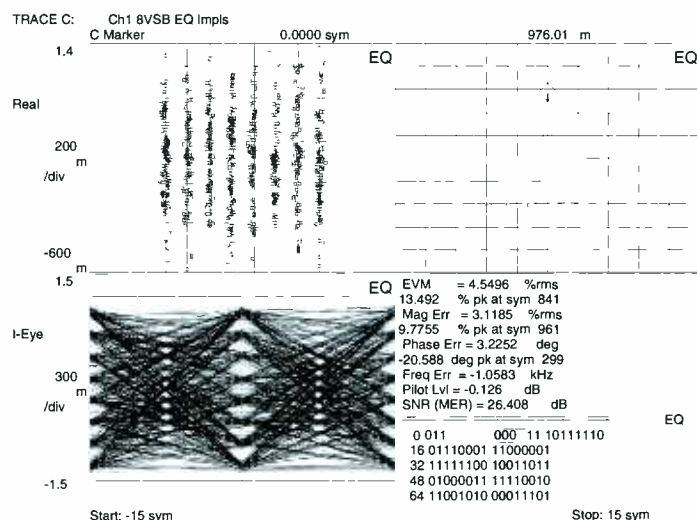 TRACE C: Ch1 8VSB EQ Impls
C Marker 0.0000 sym 976.01 m
1.4
EQ
EQ
Real
200 m
/div
-600 m
1.5
EQ
I-Eye
300 m
/div
-1.5
EVM = 4.5496 %rms
13.492 % pk at sym 841
Mag Err = 3.1185 %rms
9.7755 % pk at sym 961
Phase Err = 3.2252 deg
-20.588 deg pk at sym 299
Freq Err = -1.0583 kHz
Pilot Lvl = -0.126 dB
SNR (MER) = 26.408 dB
EQ
0 011 000 11 10111110
16 01110001 11000001
32 11111100 10011011
48 01000011 11110010
64 11001010 00011101
Start: -15 sym Stop: 15 sym